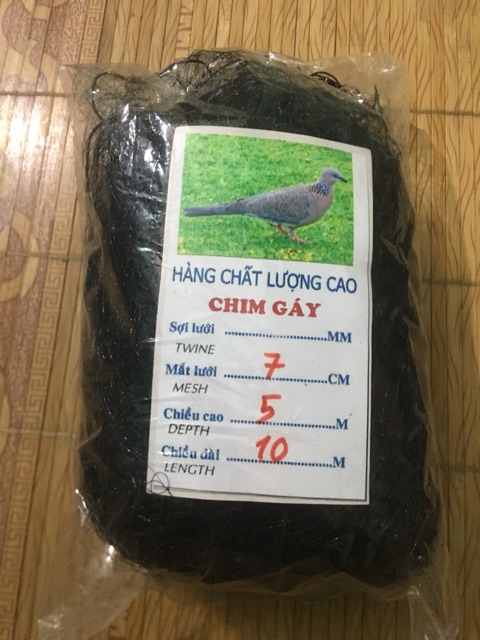 HÀNG CHẤT LƯỢNG CAO
CHIM GÁY
Sợi lưới ..............................MM
TWINE
Mắt lưới ............7..............CM
MESH
Chiều cao ..........5...............M
DEPTH
Chiều dài ..........10...............M
LENGTH